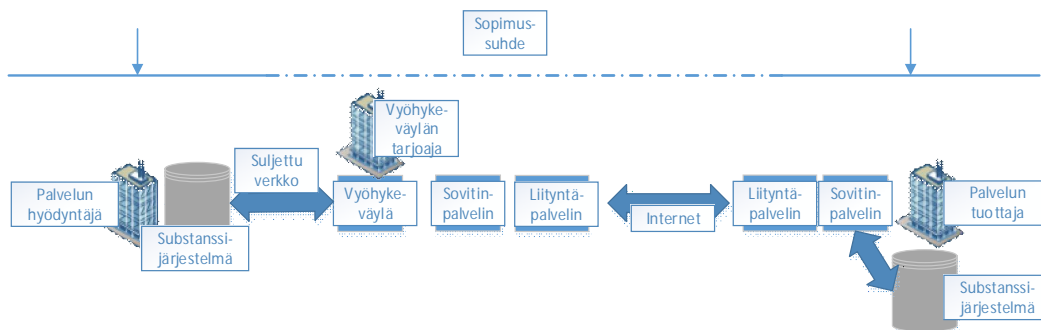 Sopimus-
suhde
Vyöhyke-
väylän
tarjoaja
Suljettu
verkko
Palvelun
hyödyntäjä
Substanssi-
järjestelmä
Vyöhyke-
väylä
Sovitin-
palvelin
Liityntä-
palvelin
Internet
Liityntä-
palvelin
Sovitin-
palvelin
Palvelun
tuottaja
Substanssi-
järjestelmä